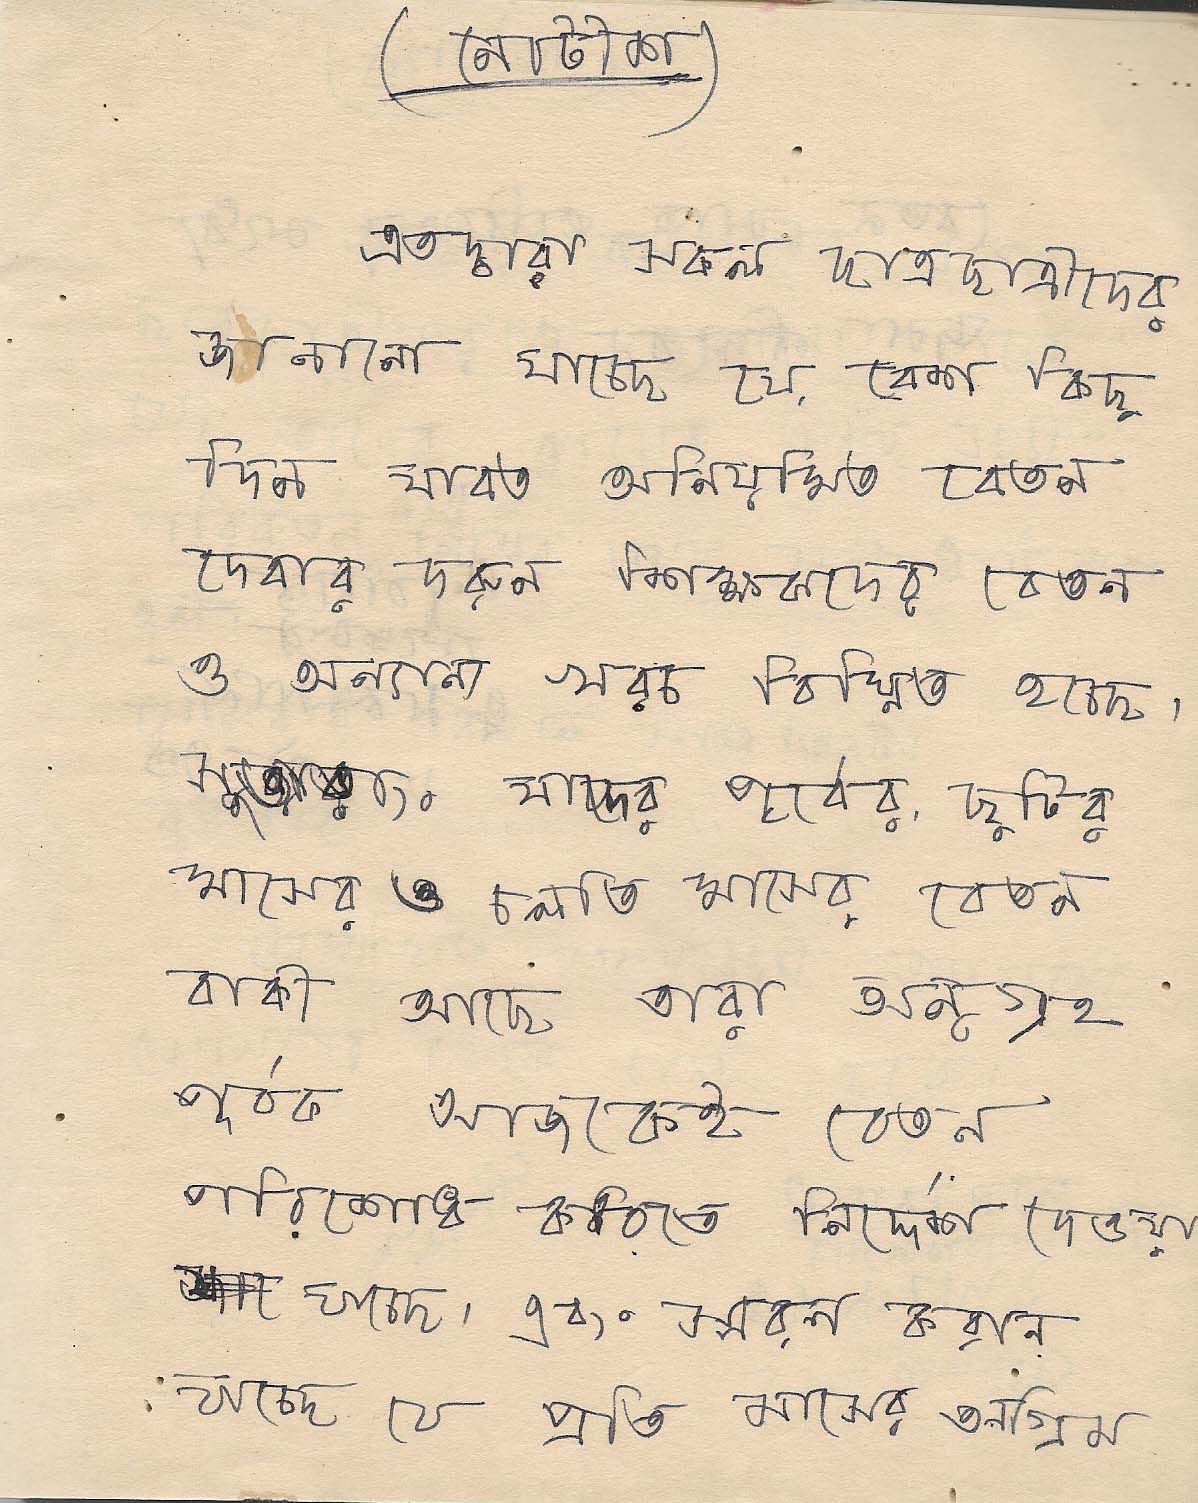 (নোটীশ)
এতদ্দ্বারা সকল ছাত্রছাত্রীদের
জানানো যাচ্ছে যে, বেশ কিছু
দিন যাবত অনিয়মিত বেতন
দেবার দরুন শিক্ষকদের বেতন
ও অন্যান্য খরচ বিঘ্নিত হচ্ছে,
সুতরাং যাদের পূর্বের, ছুটির
মাসের ও চলতি মাসের বেতন
বাকী আছে তারা অনুগ্রহ
পূর্বক আজকেই বেতন
পরিশোধ করিতে নির্দ্দেশ দেওয়া
যাচ্ছে, এবং স্মরণ করান
যাচ্ছে যে প্রতি মাসের অগ্রিম